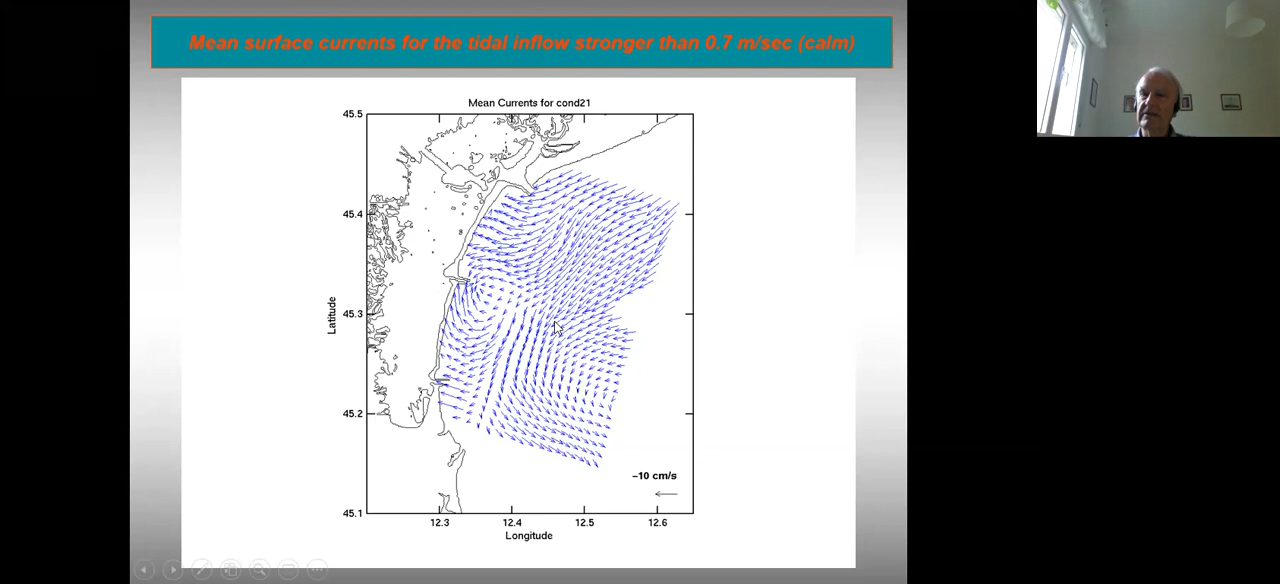 Mean surface currents for the tidal inflow stronger than 0.7 m/sec (calm)
Mean Currents for cond21
45.5
45.4
45.3
45.2
45.1
Latitude
−10 cm/s
12.3 12.4 12.5 12.6
Longitude